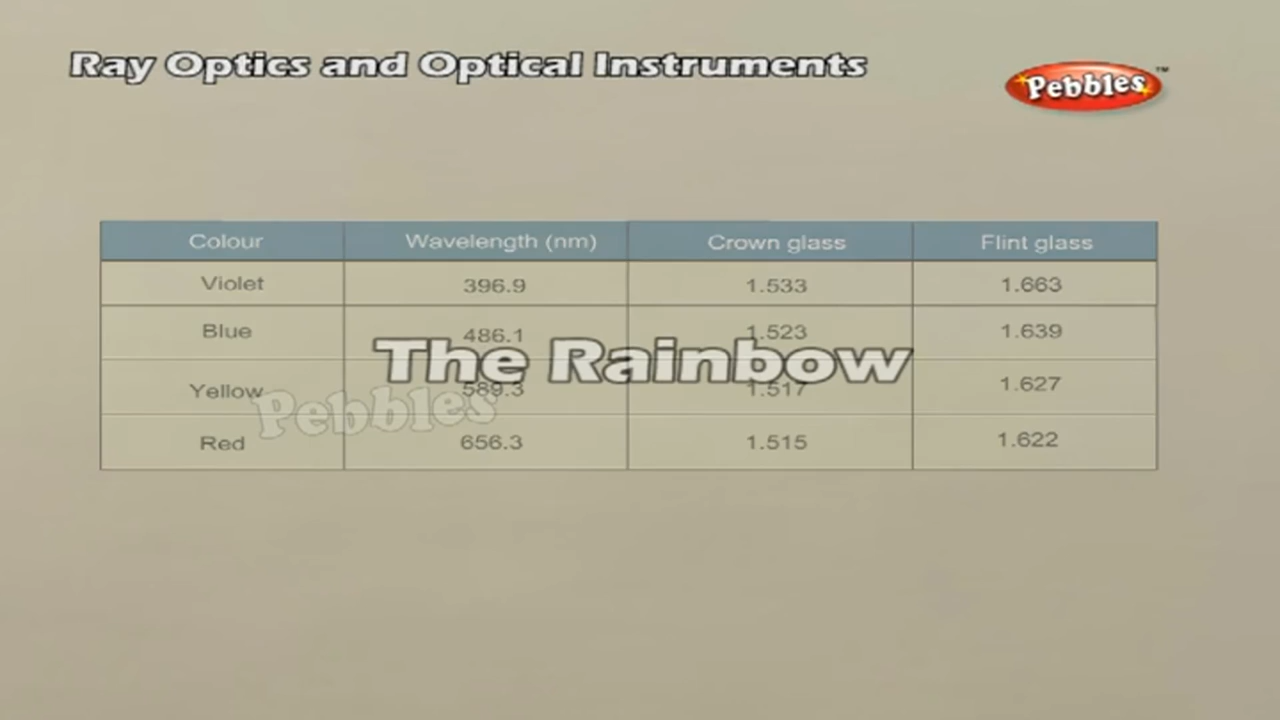 Ray Optics and Optical Instruments
Pebbles™
Colour Wavelength (nm) Crown glass Flint glass
Violet 396.9 1.533 1.663
Blue 486.1 1.523 1.639
The Rainbow
Yellow 589.3 1.517 1.627
Pebbles
Red 656.3 1.515 1.622